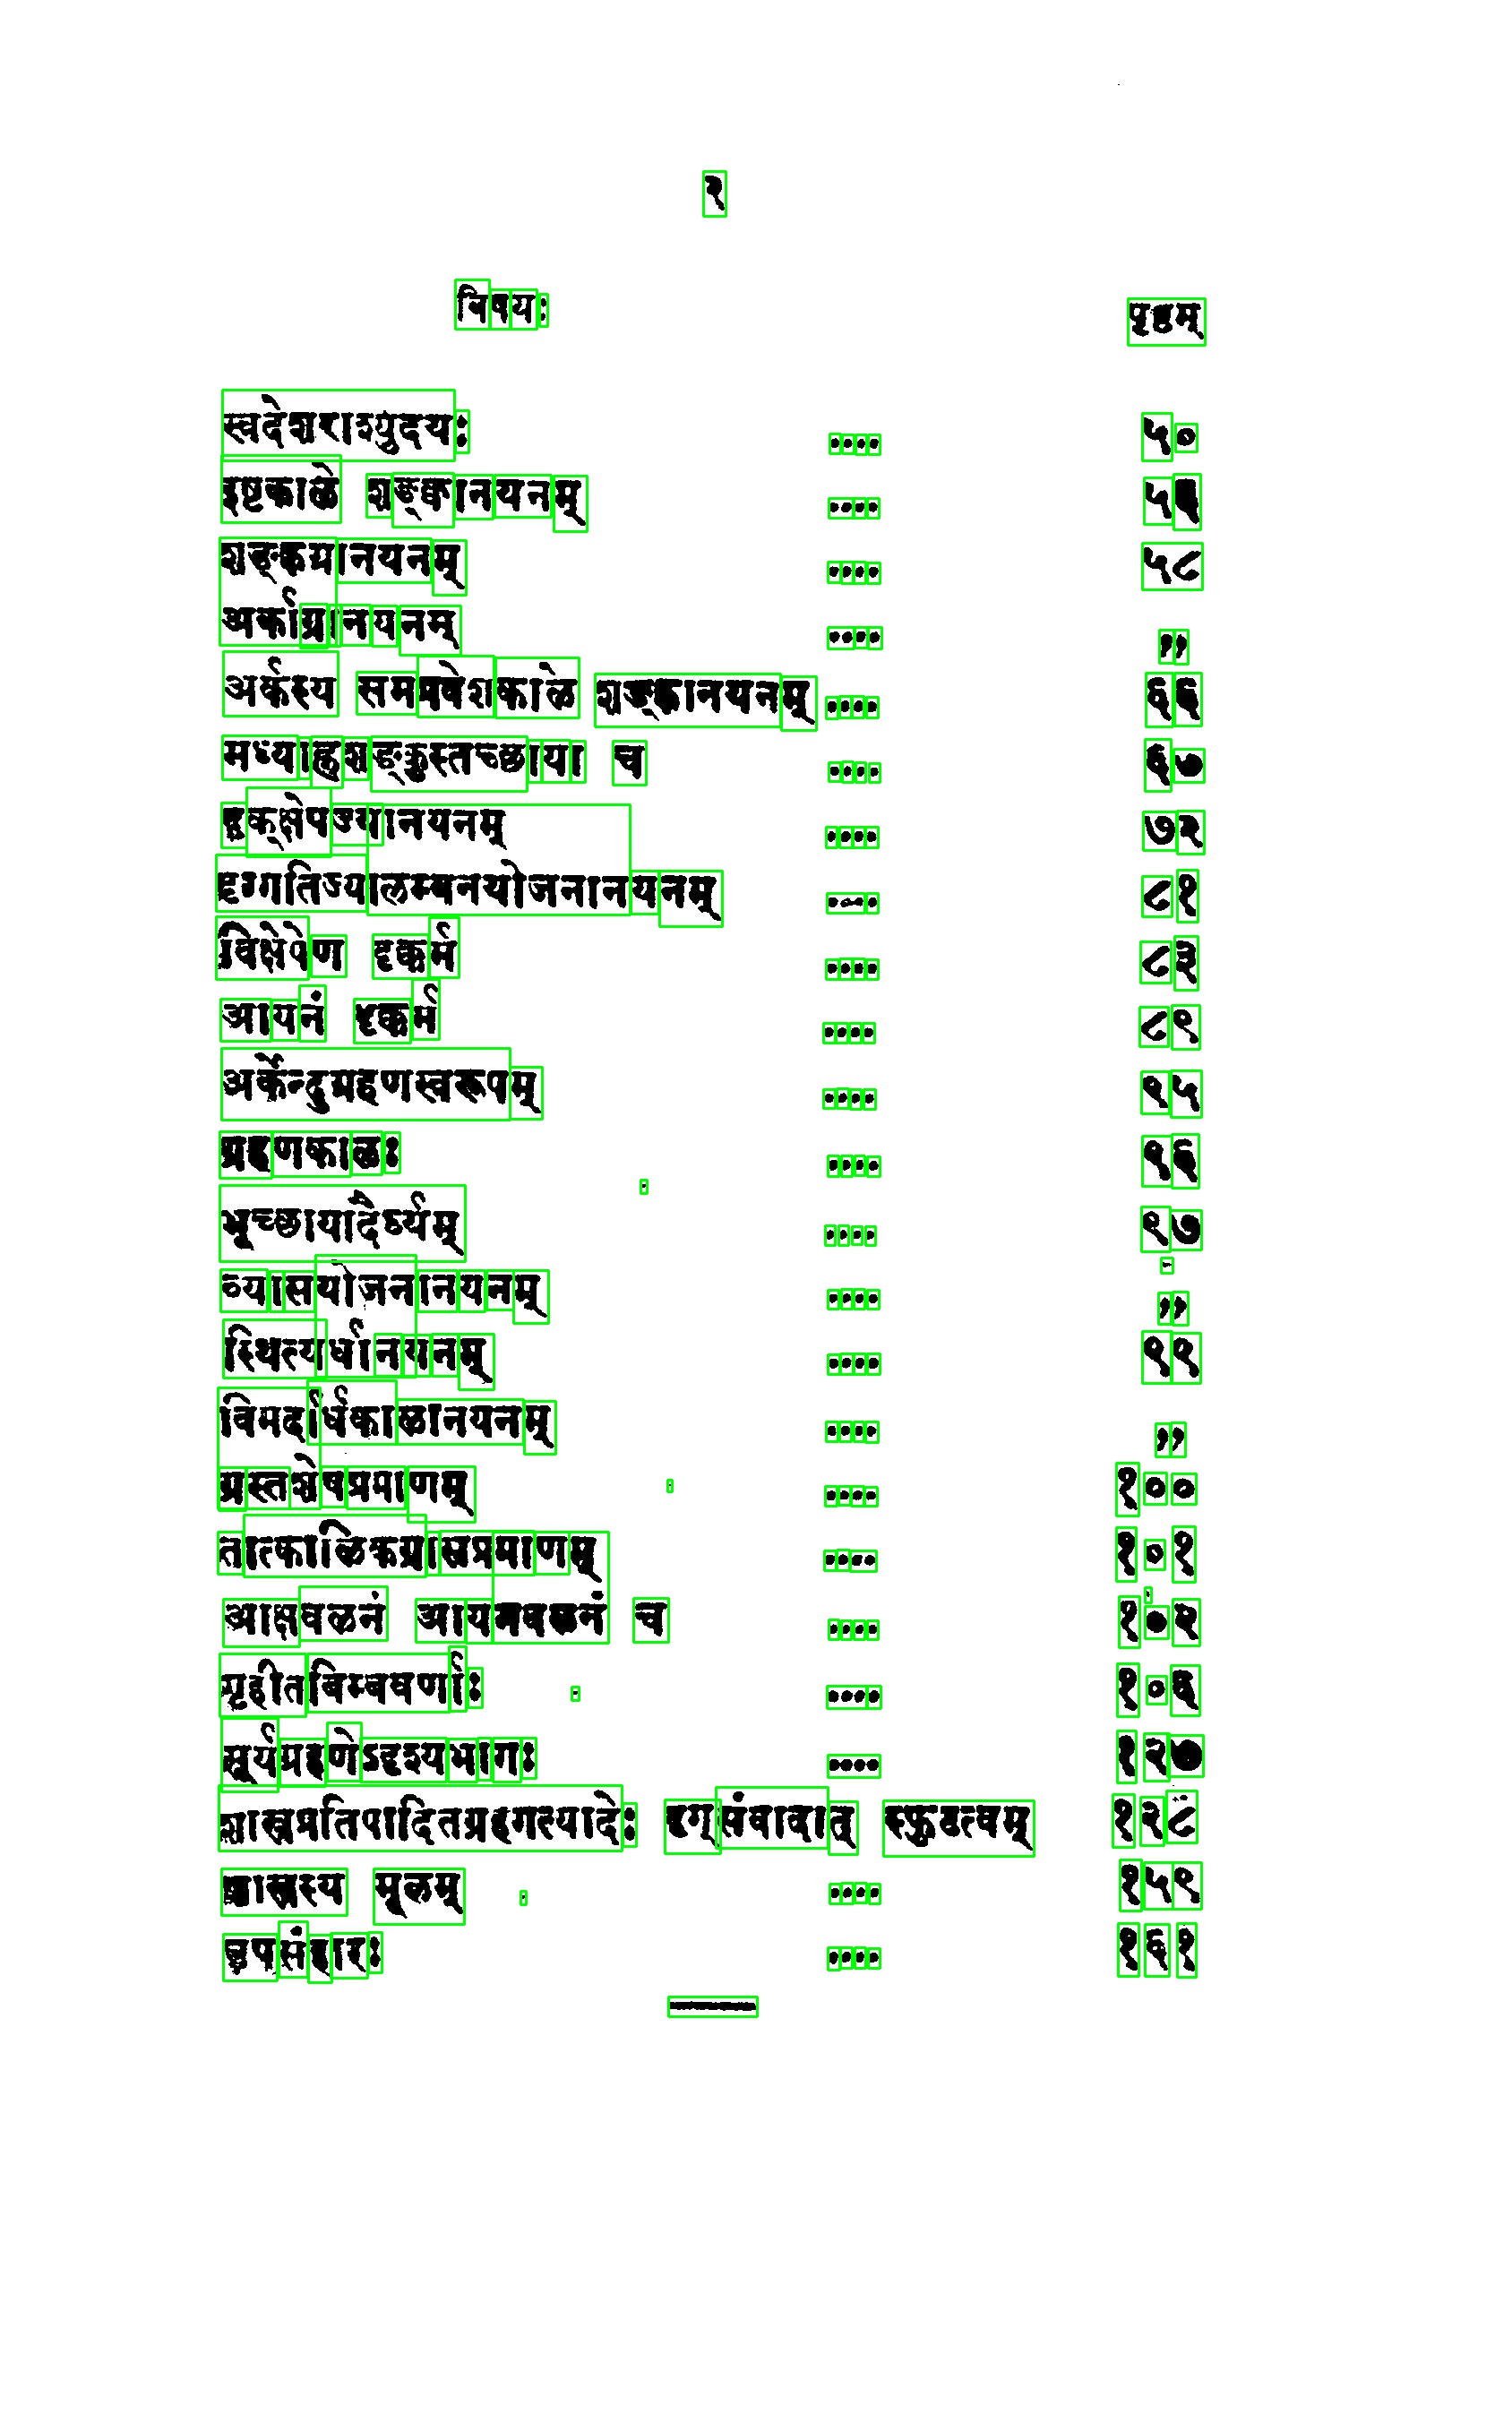 २
विषयः पृष्ठम्
स्वदेशराश्युदयः .... ५०
इष्टकाले शङ्क्वानयनम् .... ५६
शङ्क्वग्रानयनम् .... ५८
अर्काग्रानयनम् .... ,,
अर्कस्य सममप्रवेशकाले शङ्क्वानयनम् .... ६६
मध्याह्नशङ्कुस्तच्छाया च .... ६७
दृक्क्षेपज्यानयनम् .... ७२
दृग्गतिज्यालम्बनयोजनानयनम् .... ८१
विक्षेपेण दृक्कर्म .... ८३
आयनं दृक्कर्म .... ८९
अर्केन्दुग्रहणस्वरूपम् .... ९५
ग्रहणकालः .... ९६
भूच्छायादैर्घ्यम् .... ९७
व्यासयोजनानयनम् .... ,,
स्थित्यर्धानयनम् .... ९९
विमर्दार्धकालानयनम् .... ,,
ग्रस्तशेषप्रमाणम् .... १००
तात्कालिकग्रासप्रमाणम् .... १०१
आक्षवलनं आयनवलनं च .... १०२
गृहीतबिम्बवर्णाः .... १०६
सूर्यग्रहणेऽदृश्यभागः .... १२७
शास्त्रप्रतिपादितग्रहगत्यादेः दृग्संवादात् स्फुटत्वम् १२८
शास्त्रस्य मूलम् .... १५९
उपसंहारः .... १६१